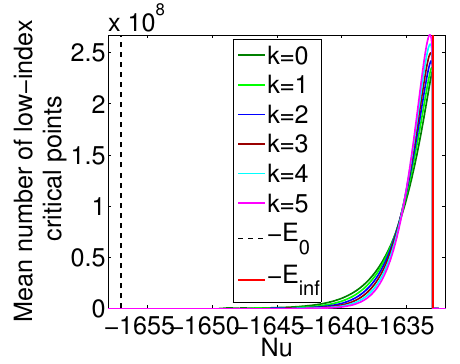 x 10^8
2.5
2
1.5
1
0.5
0
Mean number of low-index
critical points
k=0
k=1
k=2
k=3
k=4
k=5
-E_0
-E_inf
-1655 -1650 -1645 -1640 -1635
Nu